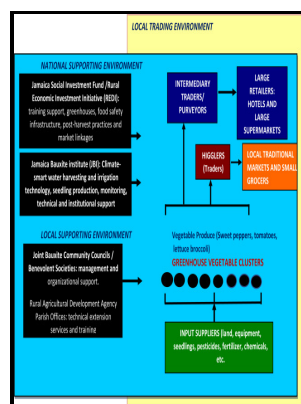 LOCAL TRADING ENVIRONMENT
NATIONAL SUPPORTING ENVIRONMENT
Jamaica Social Investment Fund /Rural
Economic Investment Initiative (REDI):
training support, greenhouses, food safety
infrastructure, post-harvest practices and
market linkages
Jamaica Bauxite institute (JBI): Climate-
smart water harvesting and irrigation
technology, seedling production, monitoring,
technical and institutional support
LOCAL SUPPORTING ENVIRONMENT
Joint Bauxite Community Councils /
Benevolent Societies: management and
organizational support.
Rural Agricultural Development Agency
Parish Offices: technical extension
services and training
INTERMEDIARY
TRADERS/
PURVEYORS
LARGE
RETAILERS:
HOTELS AND
LARGE
SUPERMARKETS
HIGGLERS
(Traders)
LOCAL TRADITIONAL
MARKETS AND SMALL
GROCERS
Vegetable Produce (Sweet peppers, tomatoes,
lettuce broccoli)
GREENHOUSE VEGETABLE CLUSTERS
INPUT SUPPLIERS (land, equipment,
seedlings, pesticides, fertilizer, chemicals,
etc.